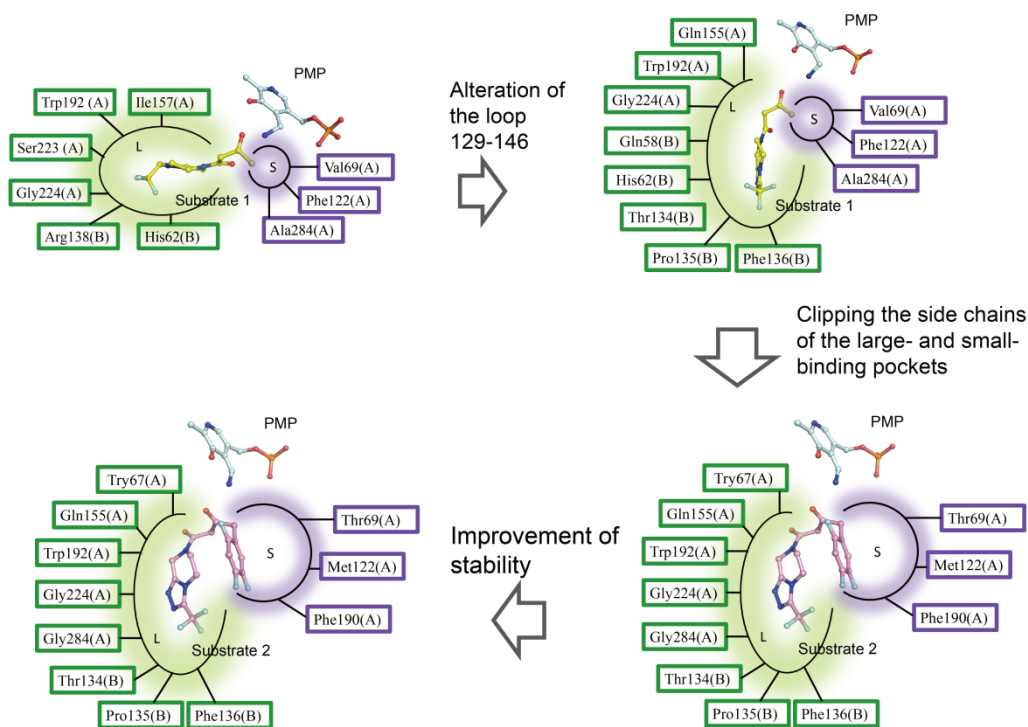 PMP
Trp192 (A)
Ile157(A)
L
Ser223 (A)
Gly224(A)
Arg138(B)
His62(B)
Substrate 1
S
Val69(A)
Phe122(A)
Ala284(A)
Alteration of
the loop
129-146
PMP
Gln155(A)
Trp192(A)
Gly224(A)
Gln58(B)
His62(B)
Thr134(B)
Pro135(B)
Phe136(B)
L
Substrate 1
S
Val69(A)
Phe122(A)
Ala284(A)
Clipping the side chains
of the large- and small-
binding pockets
PMP
Try67(A)
Gln155(A)
Trp192(A)
Gly224(A)
Gly284(A)
Thr134(B)
Pro135(B)
Phe136(B)
L
Substrate 2
S
Thr69(A)
Met122(A)
Phe190(A)
Improvement of
stability
PMP
Try67(A)
Gln155(A)
Trp192(A)
Gly224(A)
Gly284(A)
Thr134(B)
Pro135(B)
Phe136(B)
L
Substrate 2
S
Thr69(A)
Met122(A)
Phe190(A)